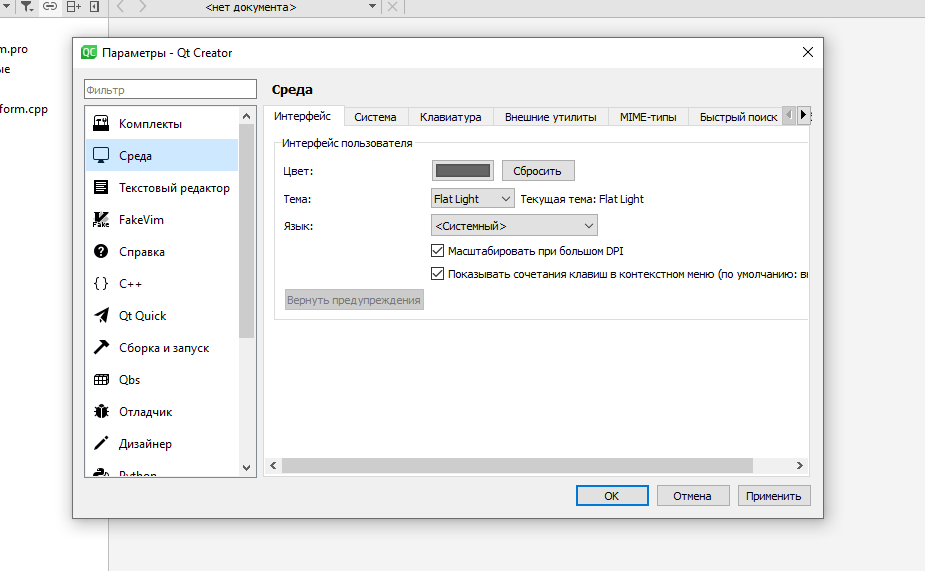 <нет документа>
m.pro
ые
form.cpp
QC Параметры - Qt Creator
Фильтр
Комплекты
Среда
Текстовый редактор
FakeVim
Справка
C++
Qt Quick
Сборка и запуск
Qbs
Отладчик
Дизайнер
Python
Среда
Интерфейс Система Клавиатура Внешние утилиты MIME-типы Быстрый поиск
Интерфейс пользователя
Цвет: Сбросить
Тема: Flat Light Текущая тема: Flat Light
Язык: <Системный>
Масштабировать при большом DPI
Показывать сочетания клавиш в контекстном меню (по умолчанию: в
Вернуть предупреждения
OK Отмена Применить